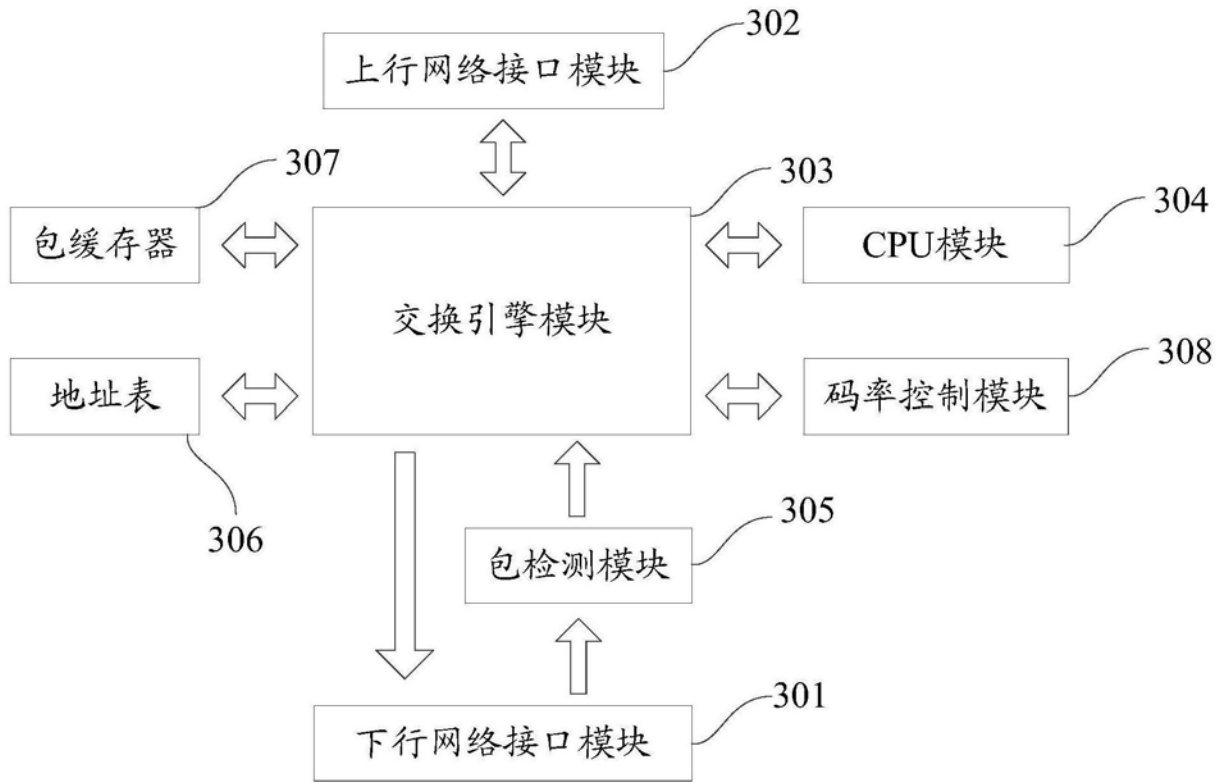 302
上行网络接口模块
307
303
304
包缓存器
CPU模块
交换引擎模块
308
地址表
码率控制模块
305
306
包检测模块
301
下行网络接口模块